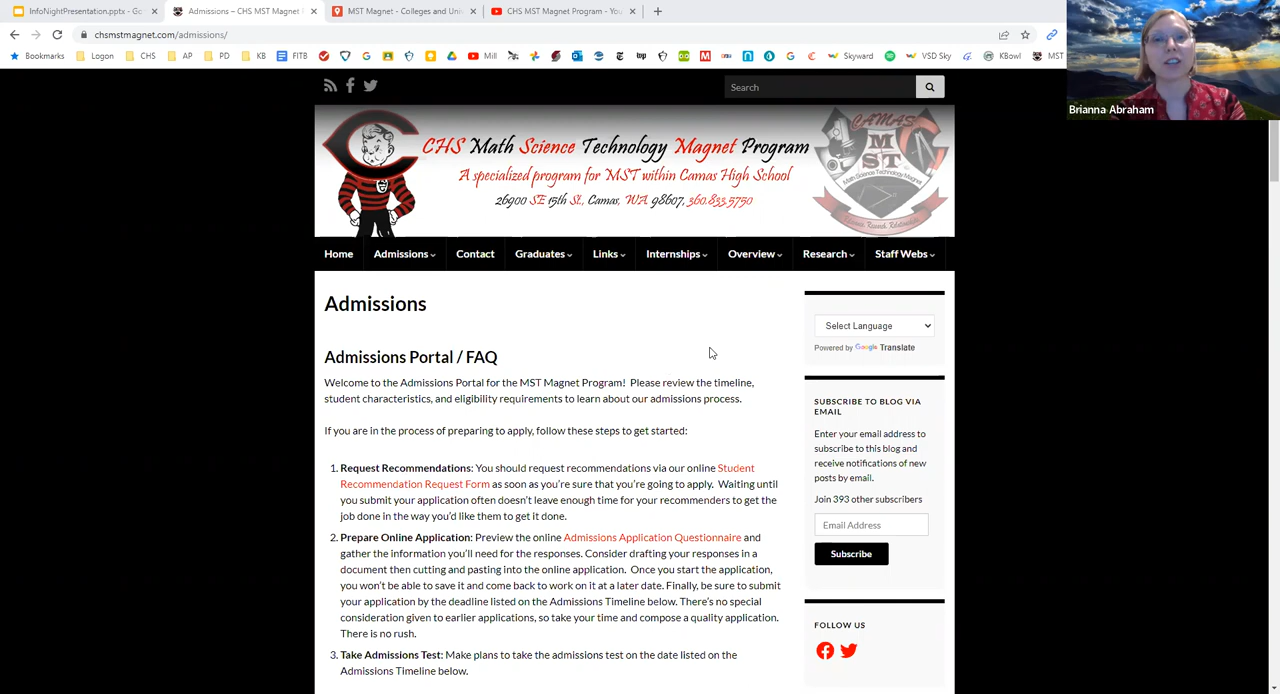 InfoNightPresentation.pptx - Go
Admissions – CHS MST Magnet
MST Magnet - Colleges and Uni
CHS MST Magnet Program - You
chsmstmagnet.com/admissions/
Bookmarks Logon CHS AP PD KB FITB Mill Skyward VSD Sky KBowl MST
Brianna Abraham
Search
CHS Math Science Technology Magnet Program
A specialized program for MST within Camas High School
26900 SE 15th St., Camas, WA 98607, 360.833.5750
CAMAS
MST
Math Science Technology Magnet
Home Admissions Contact Graduates Links Internships Overview Research Staff Webs
Admissions
Admissions Portal / FAQ
Welcome to the Admissions Portal for the MST Magnet Program! Please review the timeline,
student characteristics, and eligibility requirements to learn about our admissions process.
If you are in the process of preparing to apply, follow these steps to get started:
1. Request Recommendations: You should request recommendations via our online Student
Recommendation Request Form as soon as you're sure that you're going to apply. Waiting until
you submit your application often doesn't leave enough time for your recommenders to get the
job done in the way you'd like them to get it done.
2. Prepare Online Application: Preview the online Admissions Application Questionnaire and
gather the information you'll need for the responses. Consider drafting your responses in a
document then cutting and pasting into the online application. Once you start the application,
you won't be able to save it and come back to work on it at a later date. Finally, be sure to submit
your application by the deadline listed on the Admissions Timeline below. There's no special
consideration given to earlier applications, so take your time and compose a quality application.
There is no rush.
3. Take Admissions Test: Make plans to take the admissions test on the date listed on the
Admissions Timeline below.
Select Language
Powered by Google Translate
SUBSCRIBE TO BLOG VIA
EMAIL
Enter your email address to
subscribe to this blog and
receive notifications of new
posts by email.
Join 393 other subscribers
Email Address
Subscribe
FOLLOW US